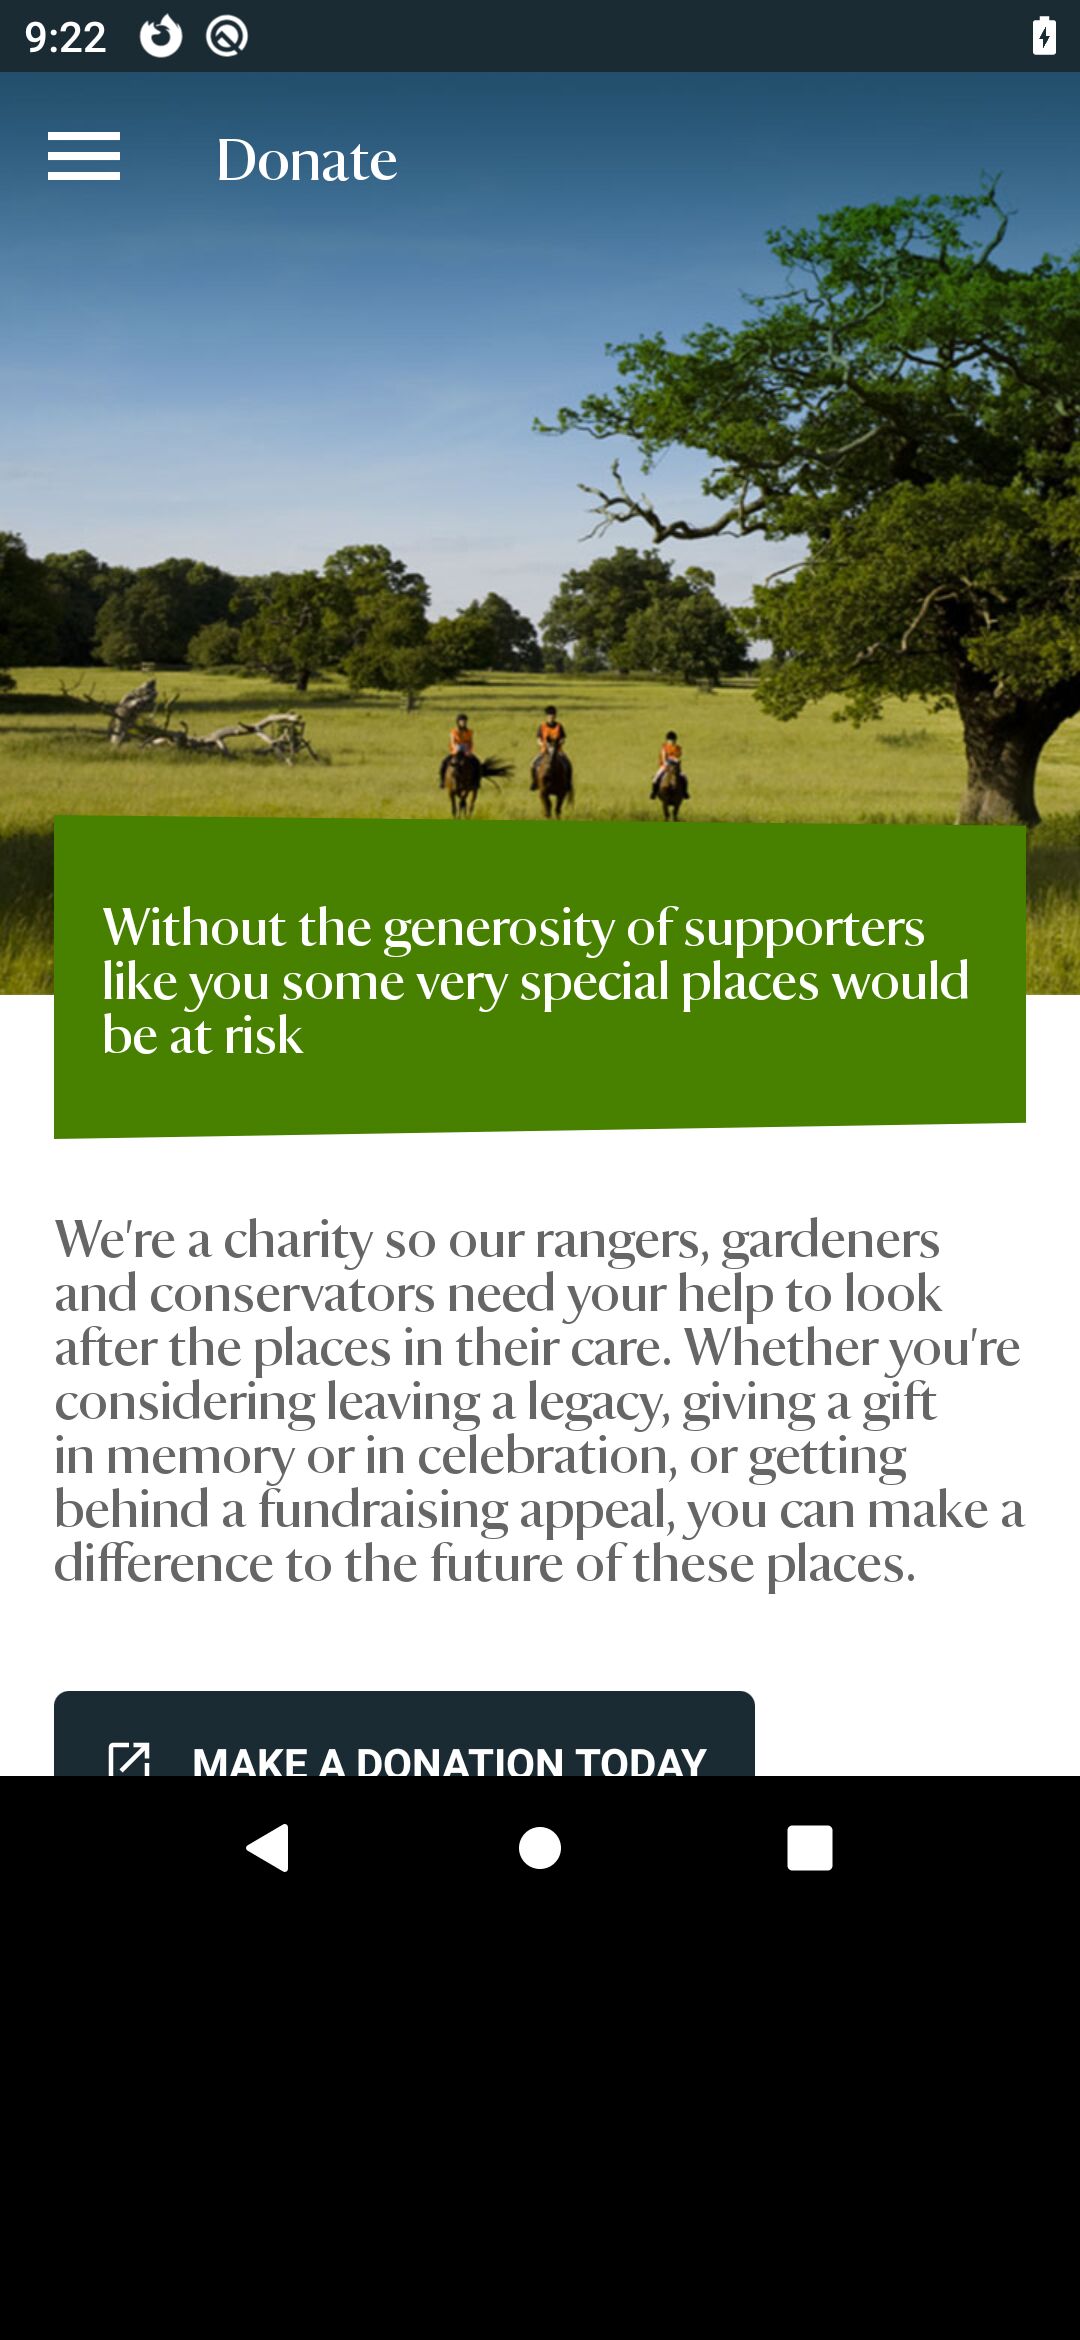 9:22
Donate
Without the generosity of supporters
like you some very special places would
be at risk
We're a charity so our rangers, gardeners
and conservators need your help to look
after the places in their care. Whether you're
considering leaving a legacy, giving a gift
in memory or in celebration, or getting
behind a fundraising appeal, you can make a
difference to the future of these places.
MAKE A DONATION TODAY